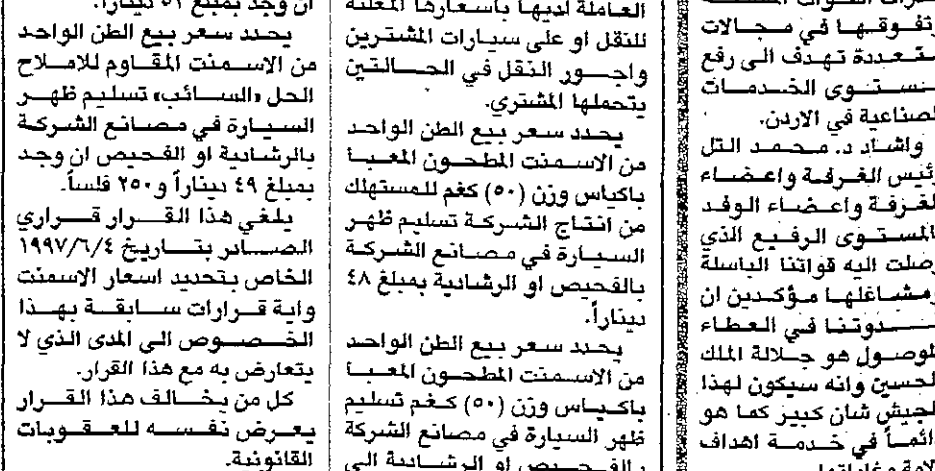 وتفوقها في مجالات
متعددة تهدف الى رفع
مستوى الخدمات
الصناعية في الاردن.
واشاد د. محمد التل
رئيس الغرفة واعضاء
الغرفة واعضاء الوفد
بالمستوى الرفيع الذي
وصلت اليه قواتنا الباسلة
ومشاغلها مؤكدين ان
قدوتنا في العطاء
للوصول هو جلالة الملك
الحسين وانه سيكون لهذا
الجيش شان كبير كما هو
دائماً في خدمة اهداف
العاملة لديها باسعارها المعلنة
للنقل او على سيارات المشترين
واجور النقل في الحالتين
يتحملها المشتري.
يحدد سعر بيع الطن الواحد
من الاسمنت المطحون المعبأ
باكياس وزن (٥٠) كغم للمستهلك
من انتاج الشركة تسليم ظهر
السيارة في مصانع الشركة
بالفحيص او الرشادية بمبلغ ٤٨
ديناراً.
يحدد سعر بيع الطن الواحد
من الاسمنت المطحون المعبأ
باكياس وزن (٥٠) كغم تسليم
ظهر السيارة في مصانع الشركة
بالفحيص او الرشادية الى
ان وجد بمبلغ ٥١ ديناراً.
يحدد سعر بيع الطن الواحد
من الاسمنت المقاوم للاملاح
الحل «السائب» تسليم ظهر
السيارة في مصانع الشركة
بالرشادية او الفحيص ان وجد
بمبلغ ٤٩ ديناراً و٢٥٠ فلساً.
يلغي هذا القرار قراري
الصادر بتاريخ ١٩٩٧/٦/٤
الخاص بتحديد اسعار الاسمنت
واية قرارات سابقة بهذا
الخصوص الى المدى الذي لا
يتعارض به مع هذا القرار.
كل من يخالف هذا القرار
يعرض نفسه للعقوبات
القانونية.